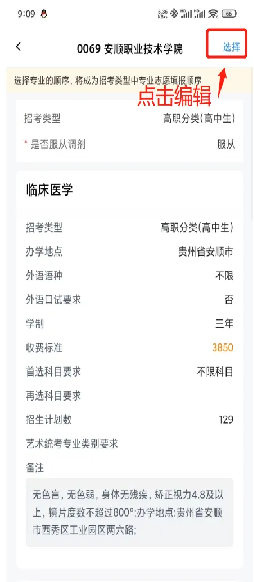 9:09
0069 安顺职业技术学院
选择
选择专业的顺序，将成为招考类型中专业志愿填报顺序
点击编辑
招考类型 高职分类(高中生)
* 是否服从调剂 服从
临床医学
招考类型 高职分类(高中生)
办学地点 贵州省安顺市
外语语种 不限
外语口试要求 否
学制 三年
收费标准 3850
首选科目要求 不限科目
再选科目要求
招生计划数 129
艺术统考专业类别要求
备注
无色盲，无色弱，身体无残疾，矫正视力4.8及以
上，镜片度数不超过800°;办学地点:贵州省安顺
市西秀区工业园区两六路;